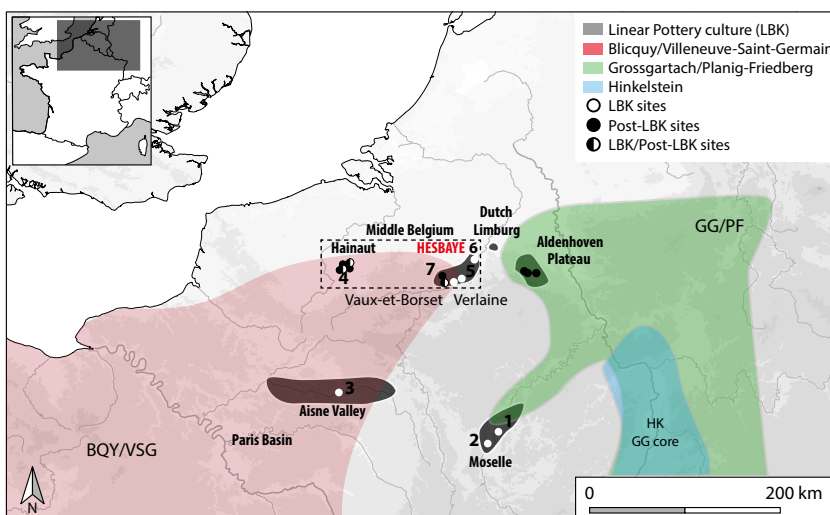 Linear Pottery culture (LBK)
Blicquy/Villeneuve-Saint-Germain
Grossgartach/Planig-Friedberg
Hinkelstein
LBK sites
Post-LBK sites
LBK/Post-LBK sites
Dutch
Limburg
Middle Belgium
Hainaut
HESBAYE 6
GG/PF
Aldenhoven
Plateau
7
5
4
Vaux-et-Borset Verlaine
3
Aisne Valley
1
2
Moselle
Paris Basin
BQY/VSG
HK
GG core
N
0 200 km